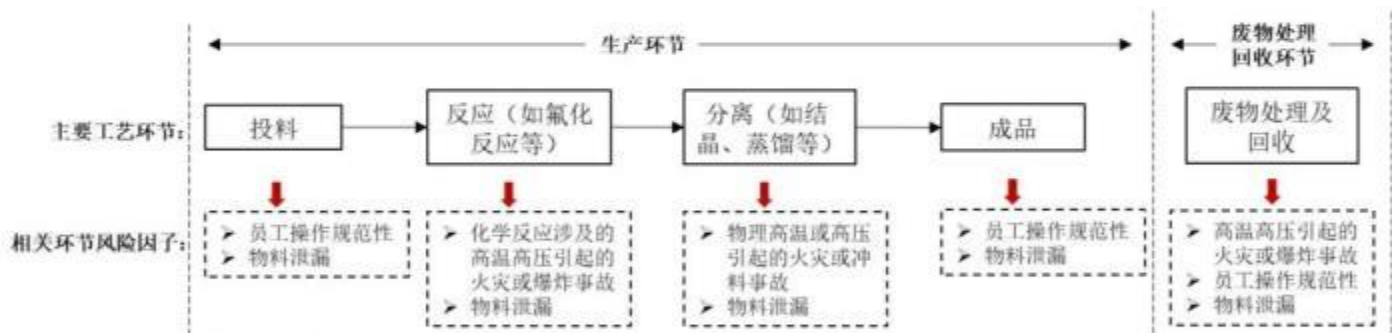 生产环节
废物处理
回收环节
主要工艺环节:
投料
反应（如氟化
反应等）
分离（如结
晶、蒸馏等）
成品
废物处理及
回收
相关环节风险因子:
➢ 员工操作规范性
➢ 物料泄漏
➢ 化学反应涉及的
高温高压引起的
火灾或爆炸事故
➢ 物料泄漏
➢ 物理高温或高压
引起的火灾或冲
料事故
➢ 物料泄漏
➢ 员工操作规范性
➢ 物料泄漏
➢ 高温高压引起的
火灾或爆炸事故
➢ 员工操作规范性
➢ 物料泄漏